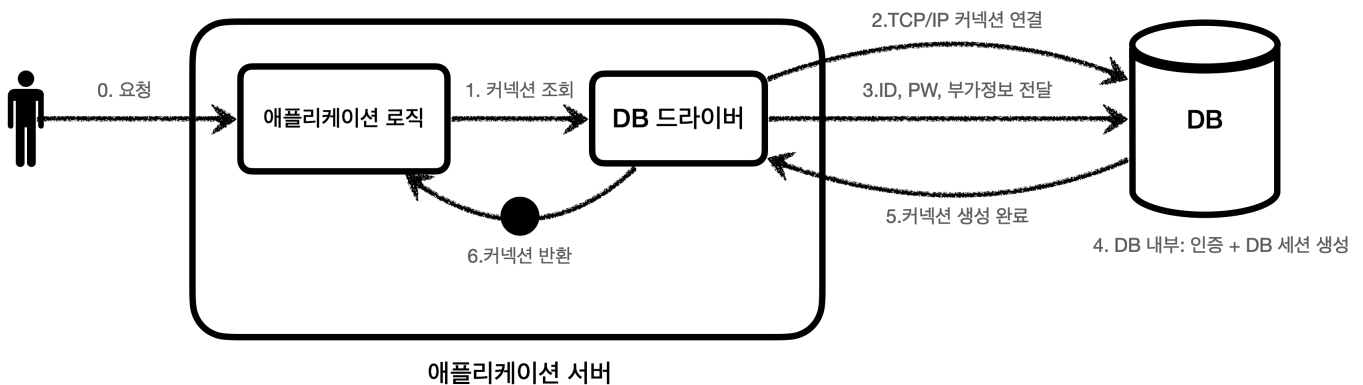 2.TCP/IP 커넥션 연결
0. 요청
1. 커넥션 조회
3.ID, PW, 부가정보 전달
애플리케이션 로직
DB 드라이버
DB
5.커넥션 생성 완료
4. DB 내부: 인증 + DB 세션 생성
6.커넥션 반환
애플리케이션 서버